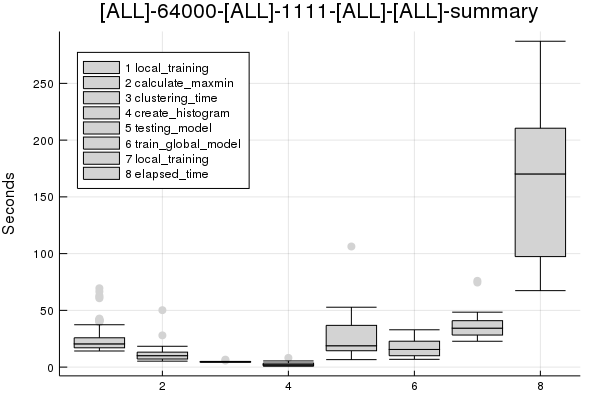 [ALL]-64000-[ALL]-1111-[ALL]-[ALL]-summary
250
200
150
100
50
0
Seconds
1 local_training
2 calculate_maxmin
3 clustering_time
4 create_histogram
5 testing_model
6 train_global_model
7 local_training
8 elapsed_time
2
4
6
8